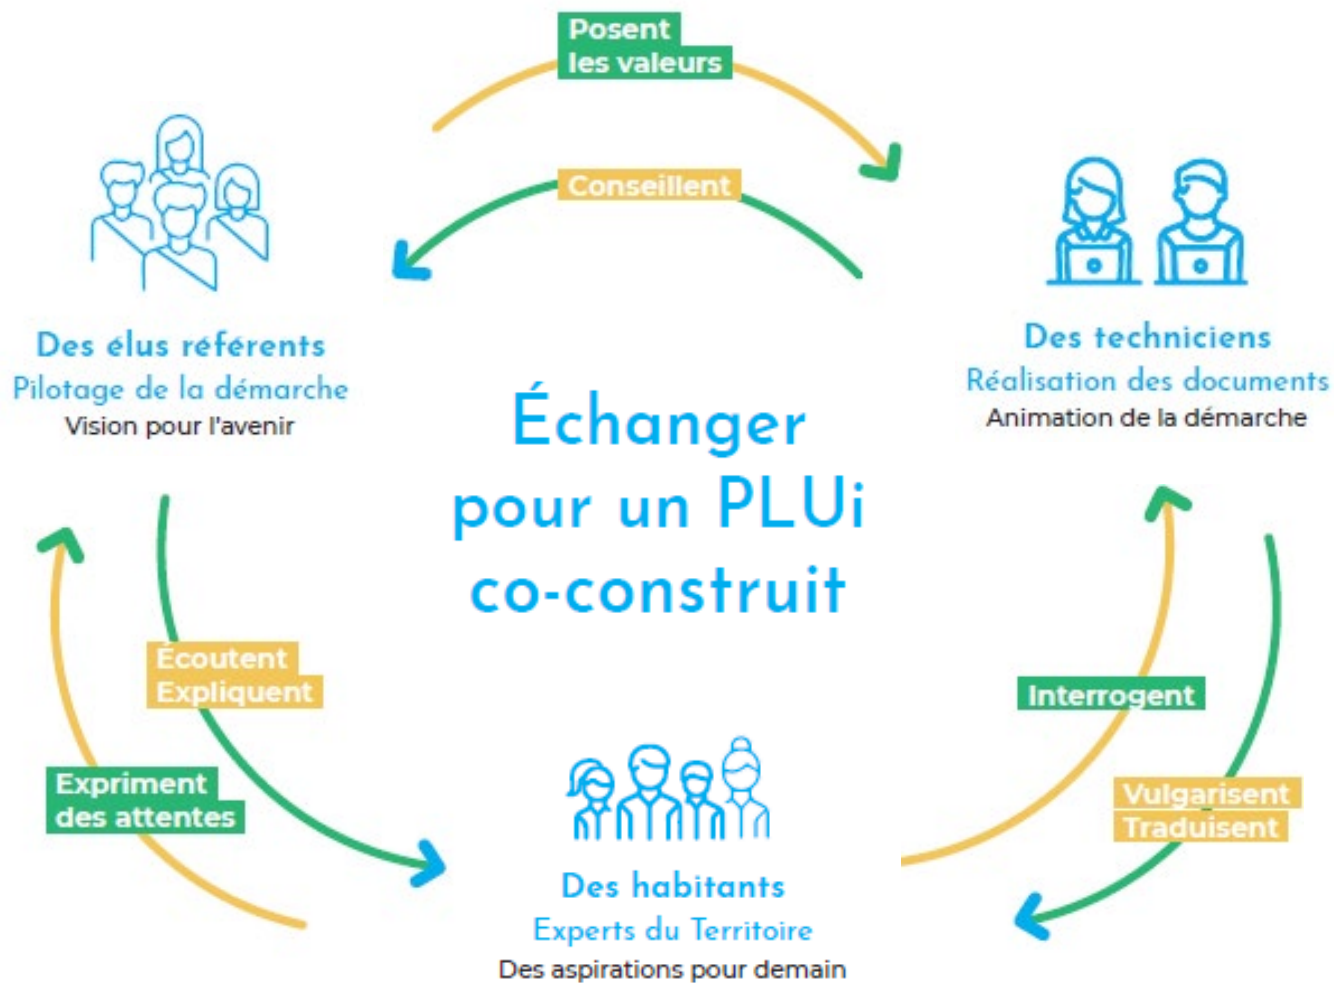 Posent
les valeurs
Conseillent
Des élus référents
Pilotage de la démarche
Vision pour l'avenir
Des techniciens
Réalisation des documents
Animation de la démarche
Échanger
pour un PLUi
co-construit
Écoutent
Expliquent
Expriment
des attentes
Interrogent
Vulgarisent
Traduisent
Des habitants
Experts du Territoire
Des aspirations pour demain